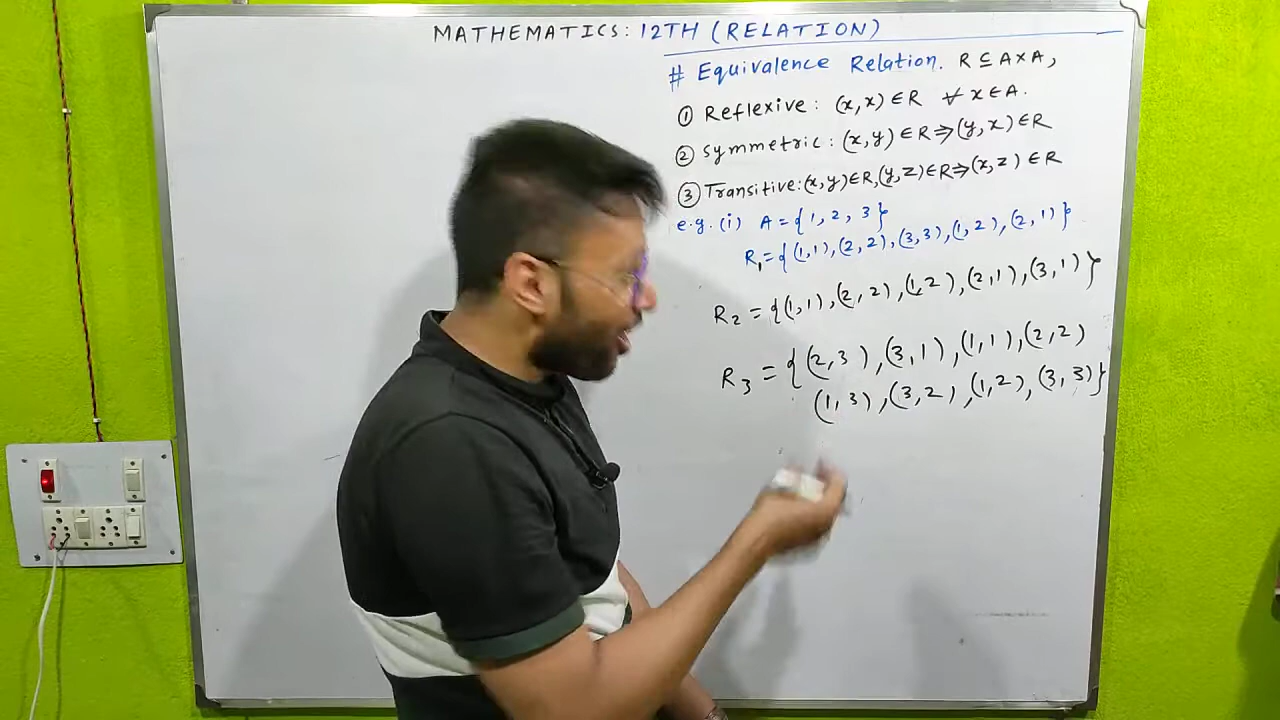 MATHEMATICS: 12TH (RELATION)
# Equivalence Relation. R ⊆ A×A,
① Reflexive: (x,x) ∈ R ∀ x ∈ A.
② Symmetric: (x,y) ∈ R ⇒ (y,x) ∈ R
③ Transitive: (x,y) ∈ R, (y,z) ∈ R ⇒ (x,z) ∈ R
e.g. (i) A = {1, 2, 3}
R₁ = {(1,1), (2,2), (3,3), (1,2), (2,1)}
R₂ = {(1,1), (2,2), (1,2), (2,1), (3,1)}
R₃ = {(2,3), (3,1), (1,1), (2,2)
(1,3), (3,2), (1,2), (3,3)}